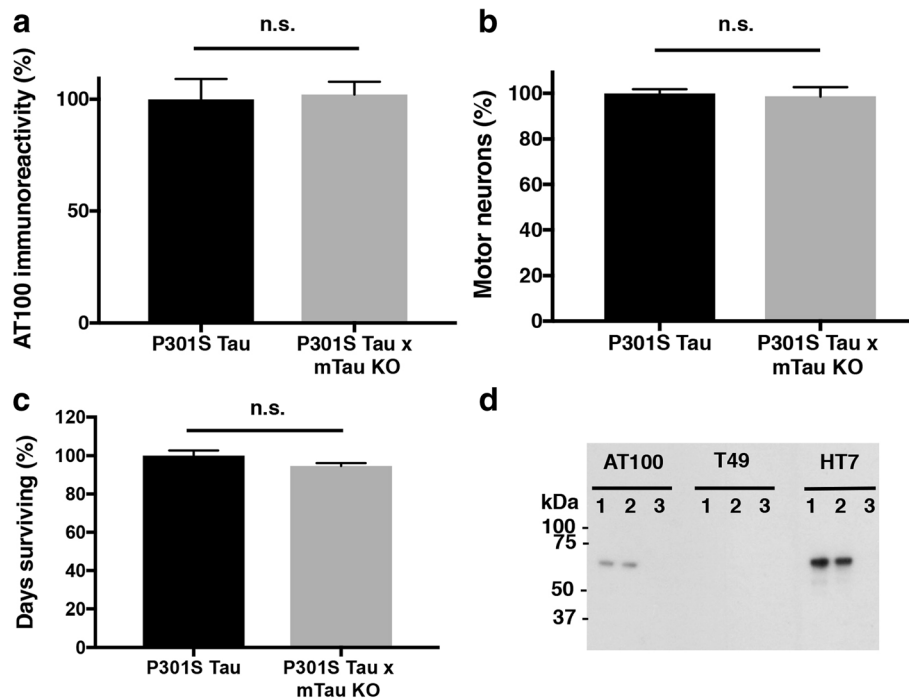 a
n.s.
AT100 immunoreactivity (%)
100
50
0
P301S Tau
P301S Tau x
mTau KO
b
n.s.
Motor neurons (%)
100
80
60
40
20
0
P301S Tau
P301S Tau x
mTau KO
c
n.s.
Days surviving (%)
120
100
80
60
40
20
0
P301S Tau
P301S Tau x
mTau KO
d
AT100 T49 HT7
kDa 1 2 3 1 2 3 1 2 3
100 -
75 -
50 -
37 -